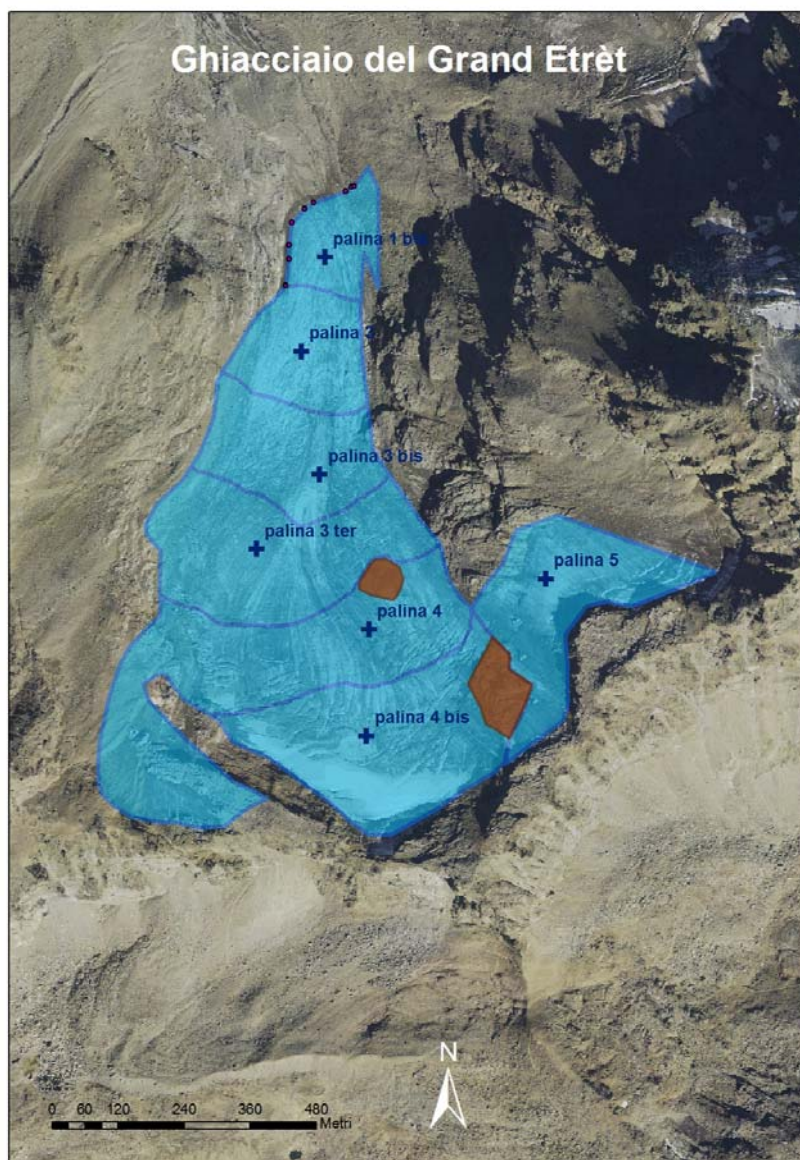 Ghiacciaio del Grand Etrèt
palina 1 bis
palina 3
palina 3 bis
palina 3 ter
palina 5
palina 4
palina 4 bis
N
0 60 120 240 360 480
Metri